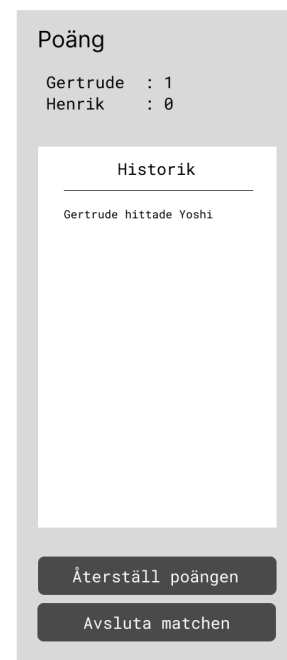 Poäng
Gertrude : 1
Henrik : 0
Historik
Gertrude hittade Yoshi
Återställ poängen
Avsluta matchen